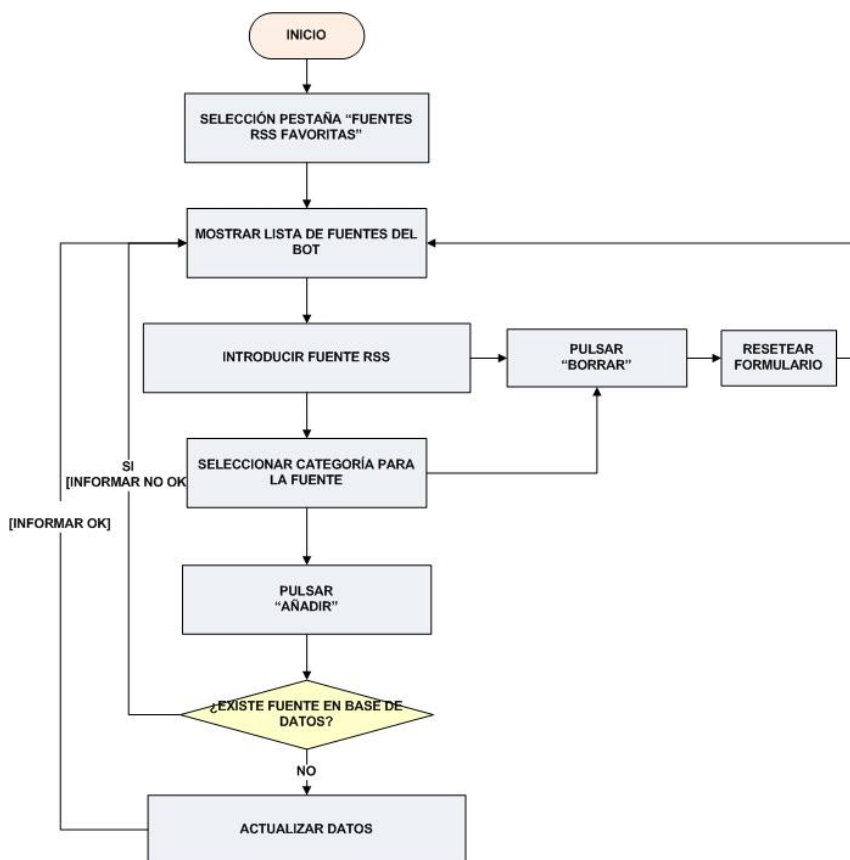 INICIO
SELECCIÓN PESTAÑA “FUENTES
RSS FAVORITAS”
MOSTRAR LISTA DE FUENTES DEL
BOT
INTRODUCIR FUENTE RSS
PULSAR
“BORRAR”
RESETEAR
FORMULARIO
SELECCIONAR CATEGORÍA PARA
LA FUENTE
SI
[INFORMAR NO OK
[INFORMAR OK]
PULSAR
“AÑADIR”
¿EXISTE FUENTE EN BASE DE
DATOS?
NO
ACTUALIZAR DATOS